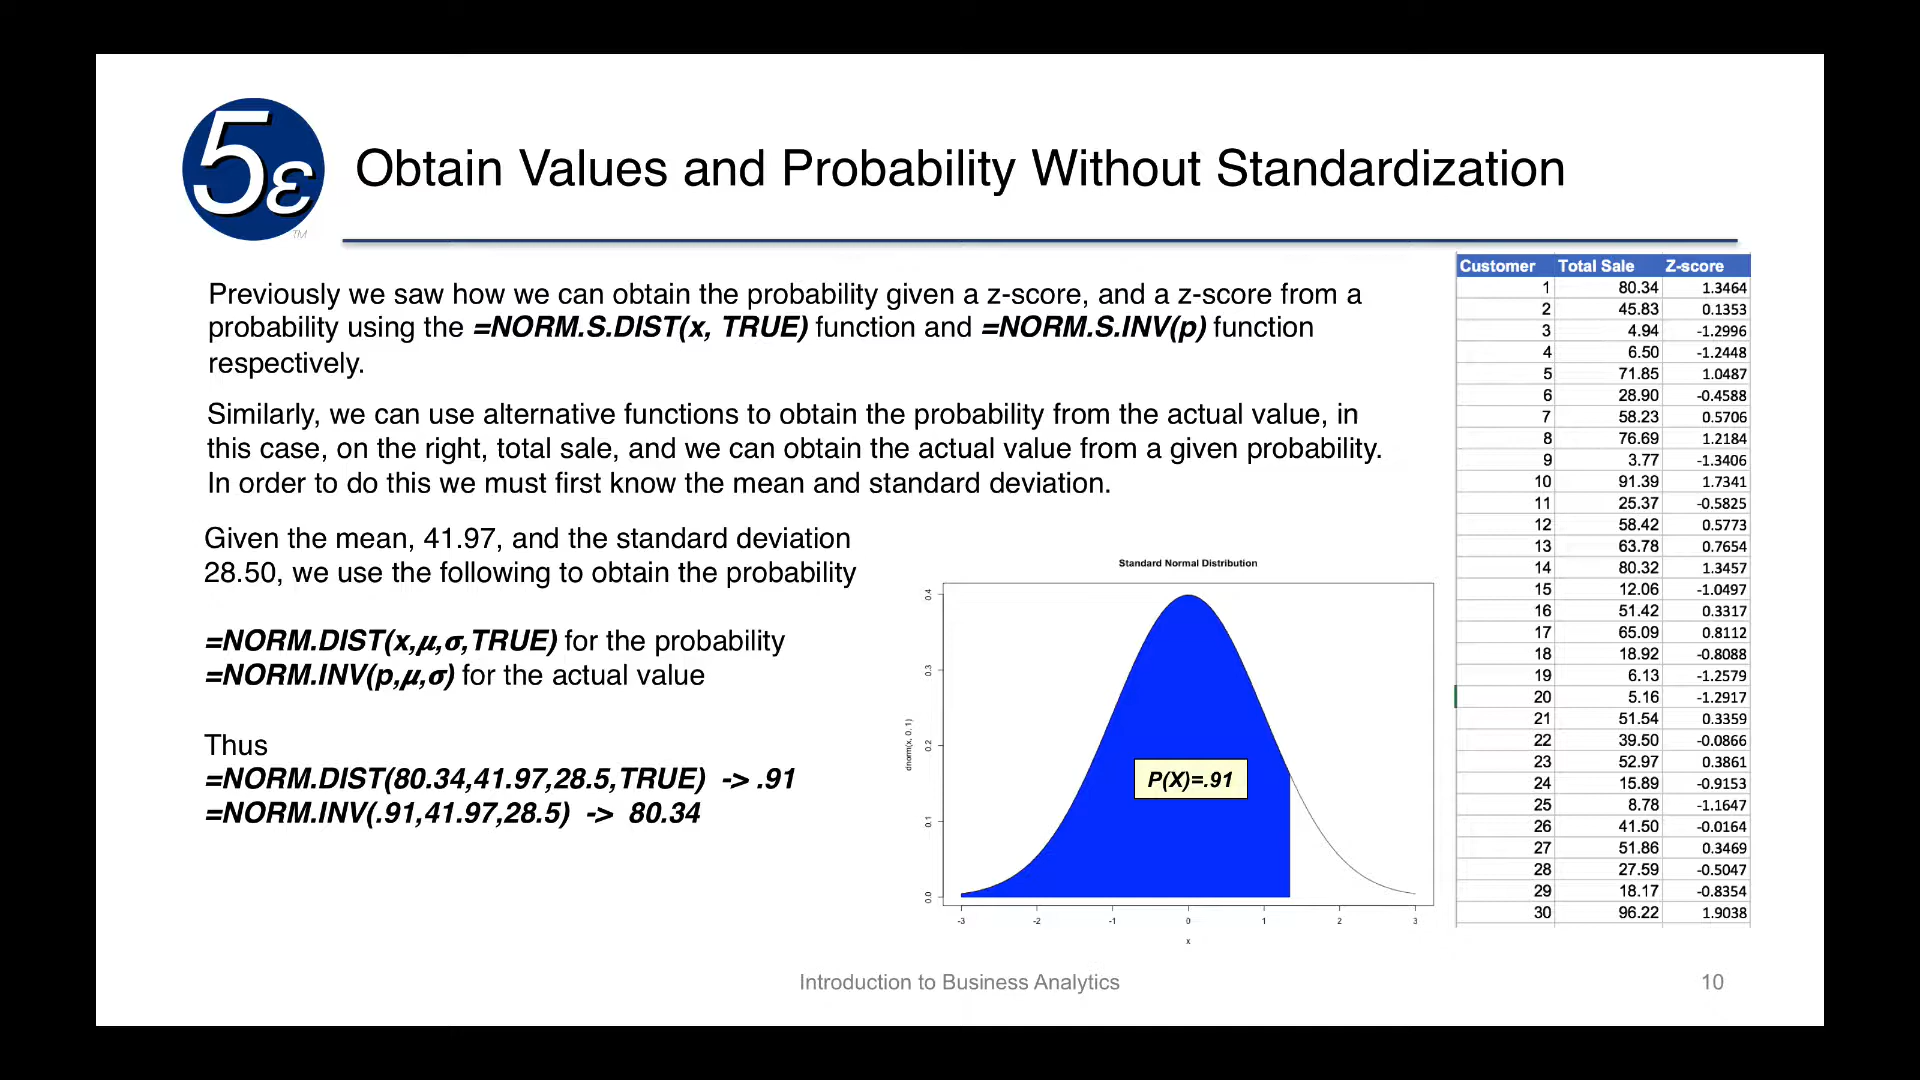 5ε
TM
Obtain Values and Probability Without Standardization
Previously we saw how we can obtain the probability given a z-score, and a z-score from a
probability using the =NORM.S.DIST(x, TRUE) function and =NORM.S.INV(p) function
respectively.
Similarly, we can use alternative functions to obtain the probability from the actual value, in
this case, on the right, total sale, and we can obtain the actual value from a given probability.
In order to do this we must first know the mean and standard deviation.
Given the mean, 41.97, and the standard deviation
28.50, we use the following to obtain the probability
=NORM.DIST(x,μ,σ,TRUE) for the probability
=NORM.INV(p,μ,σ) for the actual value
Thus
=NORM.DIST(80.34,41.97,28.5,TRUE) -> .91
=NORM.INV(.91,41.97,28.5) -> 80.34
Standard Normal Distribution
dnorm(x, 0, 1)
0.4
0.3
0.2
0.1
0.0
P(X)=.91
-3 -2 -1 0 1 2 3
x
Customer Total Sale Z-score
1 80.34 1.3464
2 45.83 0.1353
3 4.94 -1.2996
4 6.50 -1.2448
5 71.85 1.0487
6 28.90 -0.4588
7 58.23 0.5706
8 76.69 1.2184
9 3.77 -1.3406
10 91.39 1.7341
11 25.37 -0.5825
12 58.42 0.5773
13 63.78 0.7654
14 80.32 1.3457
15 12.06 -1.0497
16 51.42 0.3317
17 65.09 0.8112
18 18.92 -0.8088
19 6.13 -1.2579
20 5.16 -1.2917
21 51.54 0.3359
22 39.50 -0.0866
23 52.97 0.3861
24 15.89 -0.9153
25 8.78 -1.1647
26 41.50 -0.0164
27 51.86 0.3469
28 27.59 -0.5047
29 18.17 -0.8354
30 96.22 1.9038
Introduction to Business Analytics
10